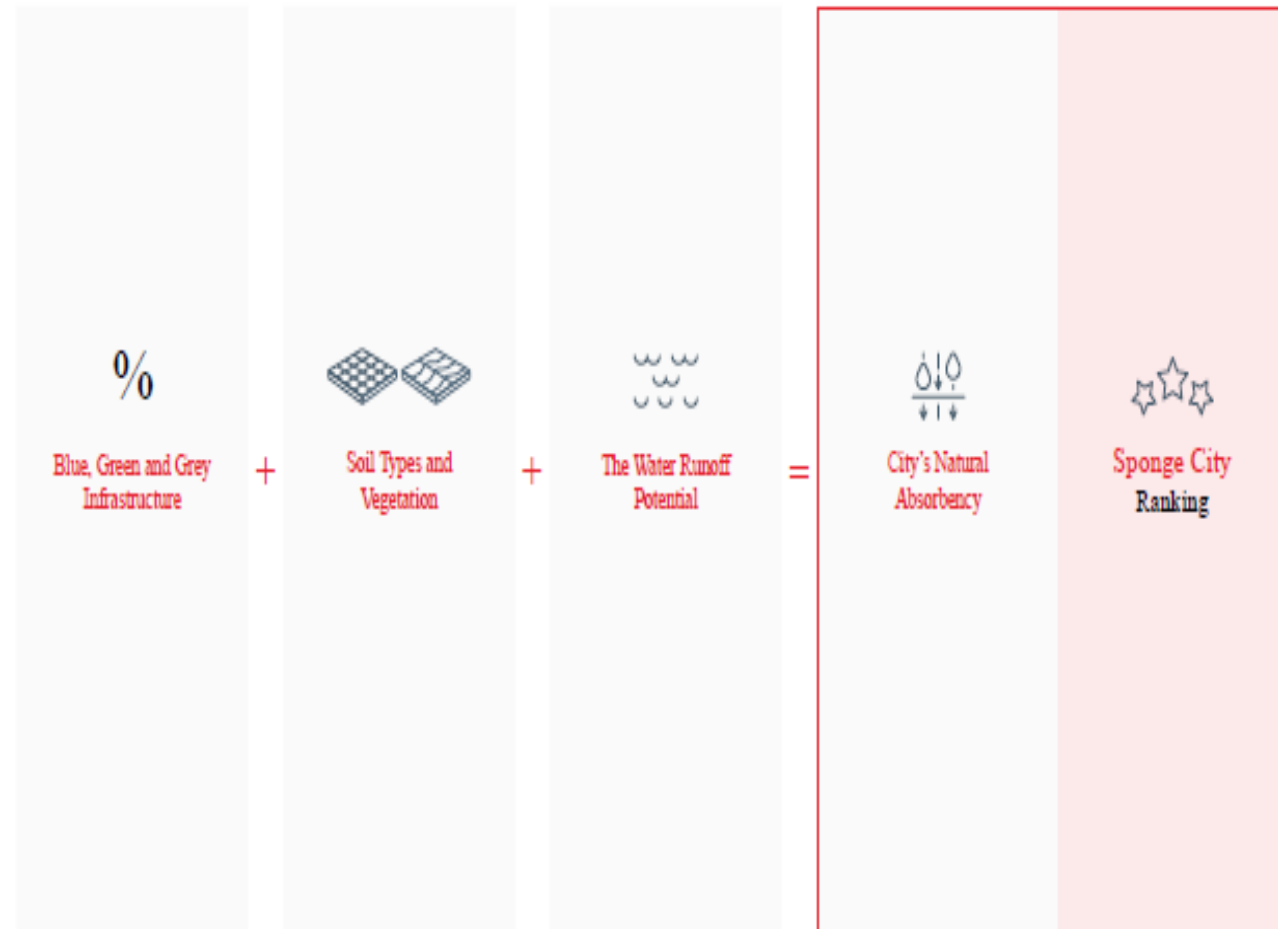 %
Blue, Green and Grey
Infrastructure
+
Soil Types and
Vegetation
+
The Water Runoff
Potential
=
City's Natural
Absorbency
Sponge City
Ranking